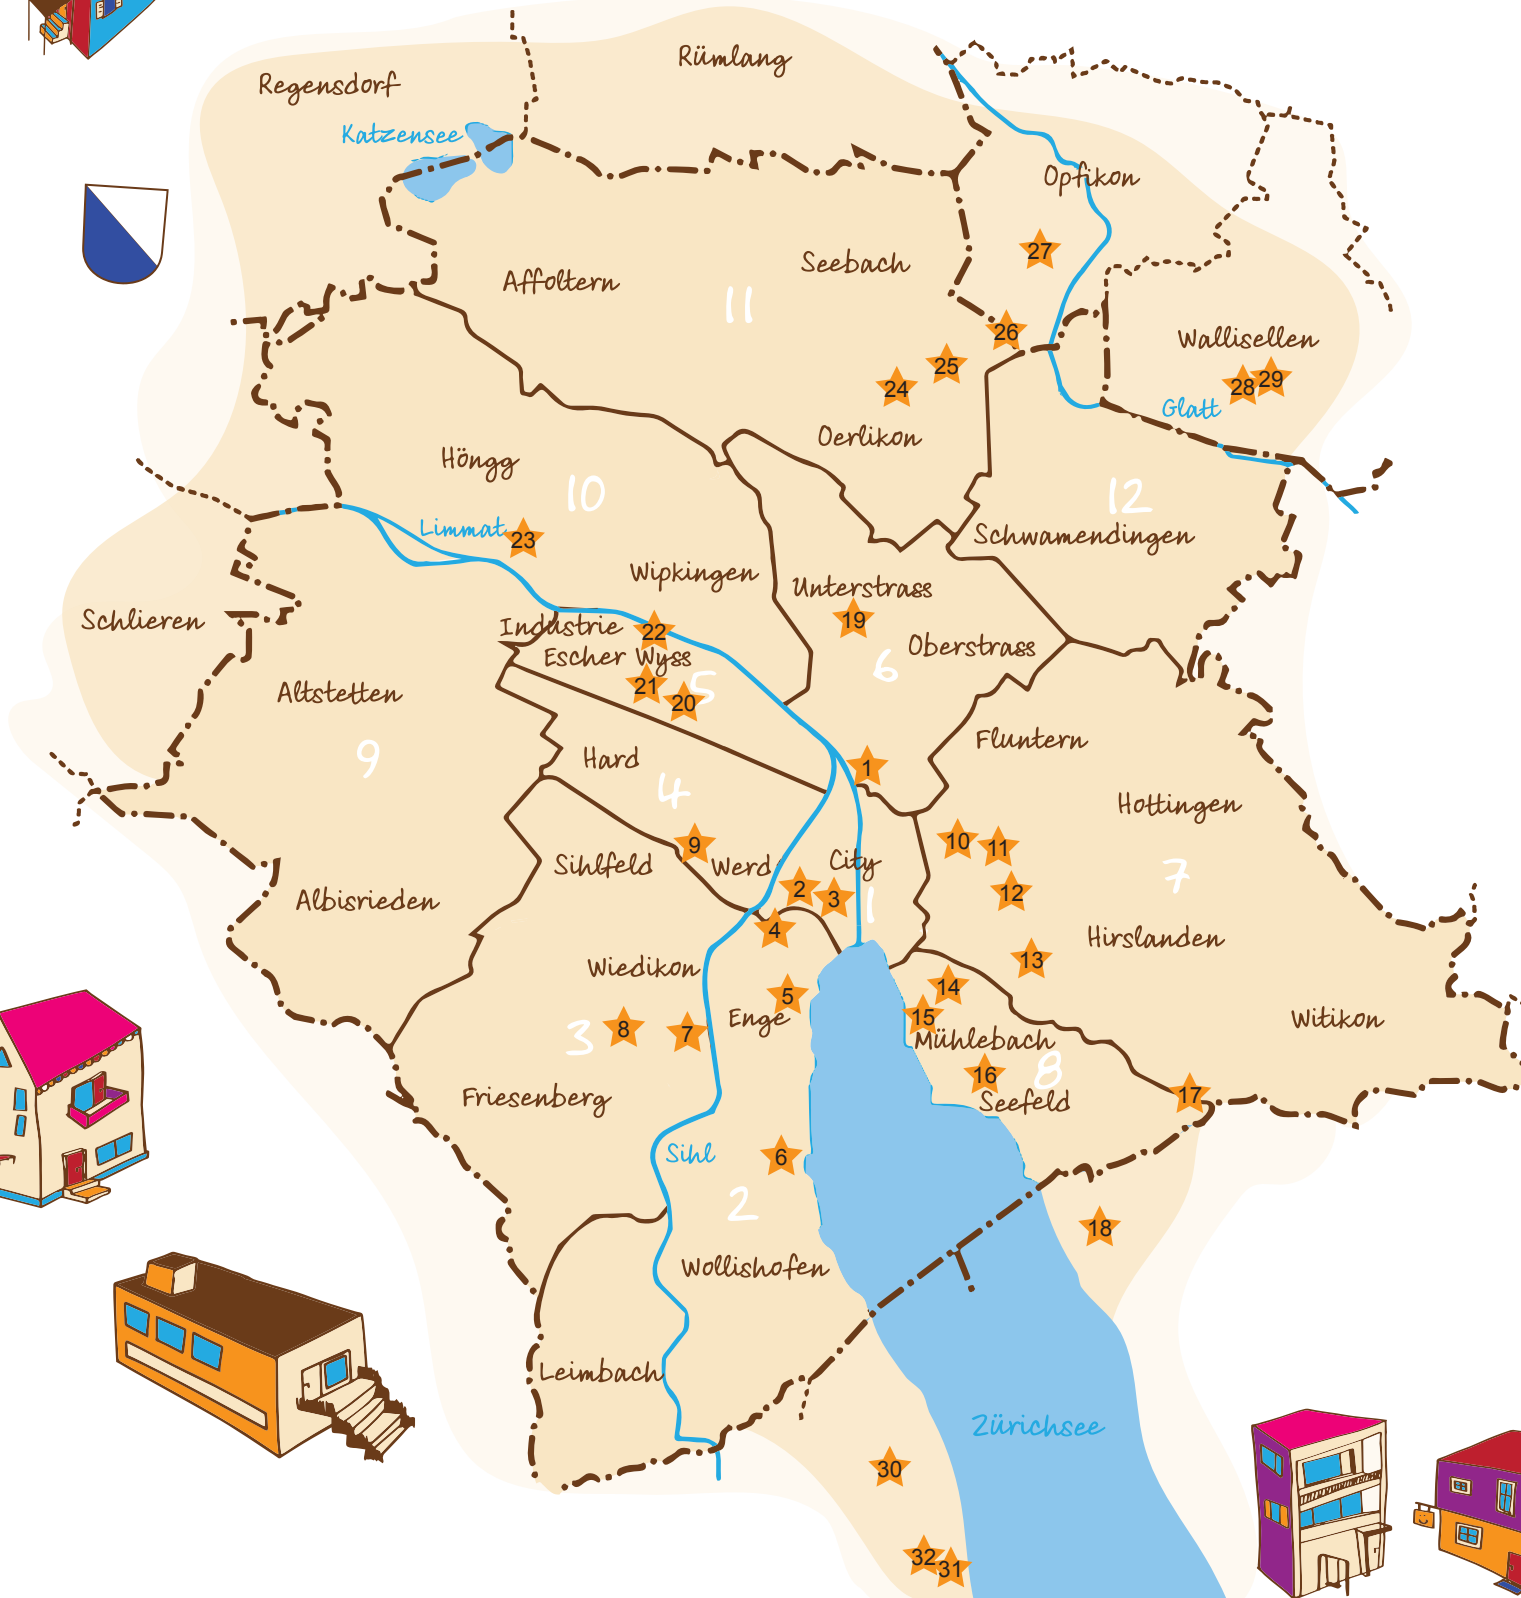 Rümlang
Regensdorf
Katzensee
Opfikon
27
Seebach
Affoltern
11
26
Wallisellen
25
24
28
29
Glatt
Oerlikon
Höngg
10
12
Limmat
23
Schwamendingen
Wipkingen
Unterstrass
19
Schlieren
Industrie
22
Oberstrass
Escher Wyss
6
21
5
20
Altstetten
Fluntern
9
Hard
1
4
Hottingen
10
11
9
Sihlfeld
Werd
City
7
2
3
12
Albisrieden
1
4
Hirslanden
13
Wiedikon
14
5
15
Enge
Witikon
8
7
3
Mühlebach
8
16
Friesenberg
Seefeld
17
Sihl
6
2
18
Wollishofen
Leimbach
Zürichsee
30
32
31